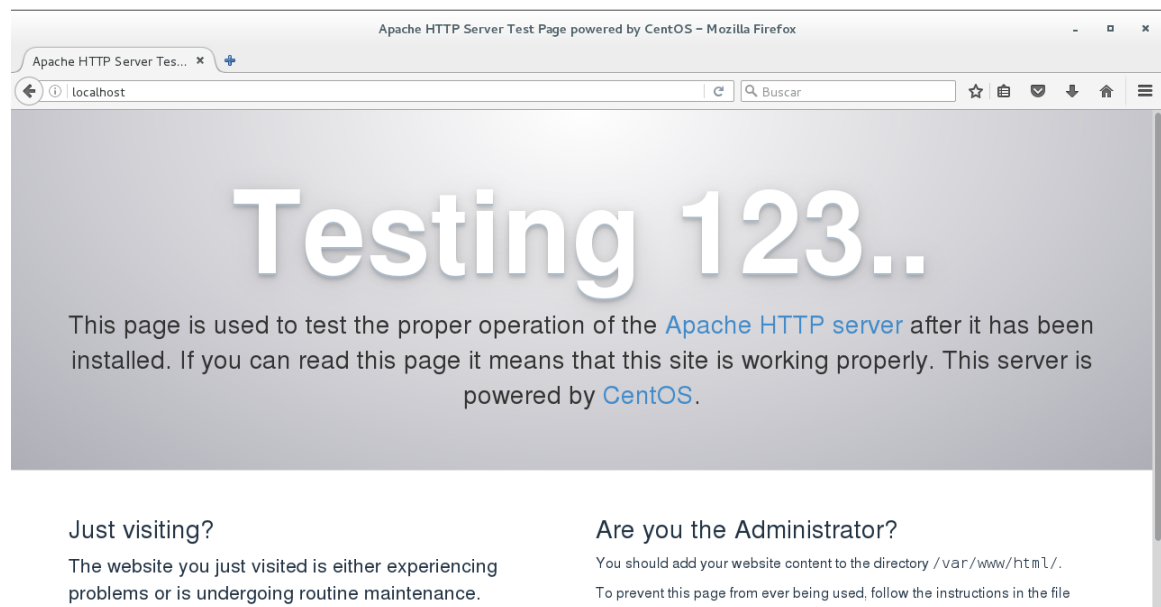 Apache HTTP Server Test Page powered by CentOS – Mozilla Firefox
Apache HTTP Server Tes...
localhost
Buscar
Testing 123..
This page is used to test the proper operation of the Apache HTTP server after it has been
installed. If you can read this page it means that this site is working properly. This server is
powered by CentOS.
Just visiting?
The website you just visited is either experiencing
problems or is undergoing routine maintenance.
Are you the Administrator?
You should add your website content to the directory /var/www/html/.
To prevent this page from ever being used, follow the instructions in the file